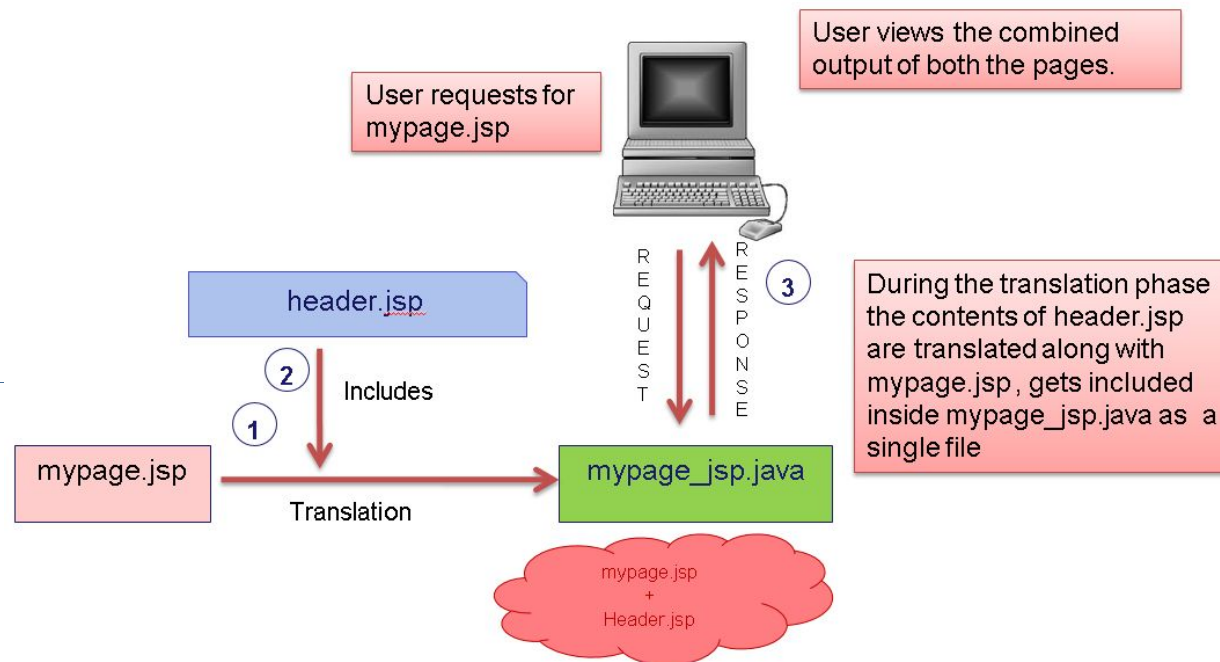 User views the combined
output of both the pages.
User requests for
mypage.jsp
REQUEST
RESPONSE
3
header.jsp
During the translation phase
the contents of header.jsp
are translated along with
mypage.jsp , gets included
inside mypage_jsp.java as a
single file
2
Includes
1
mypage.jsp
Translation
mypage_jsp.java
mypage.jsp
+
Header.jsp